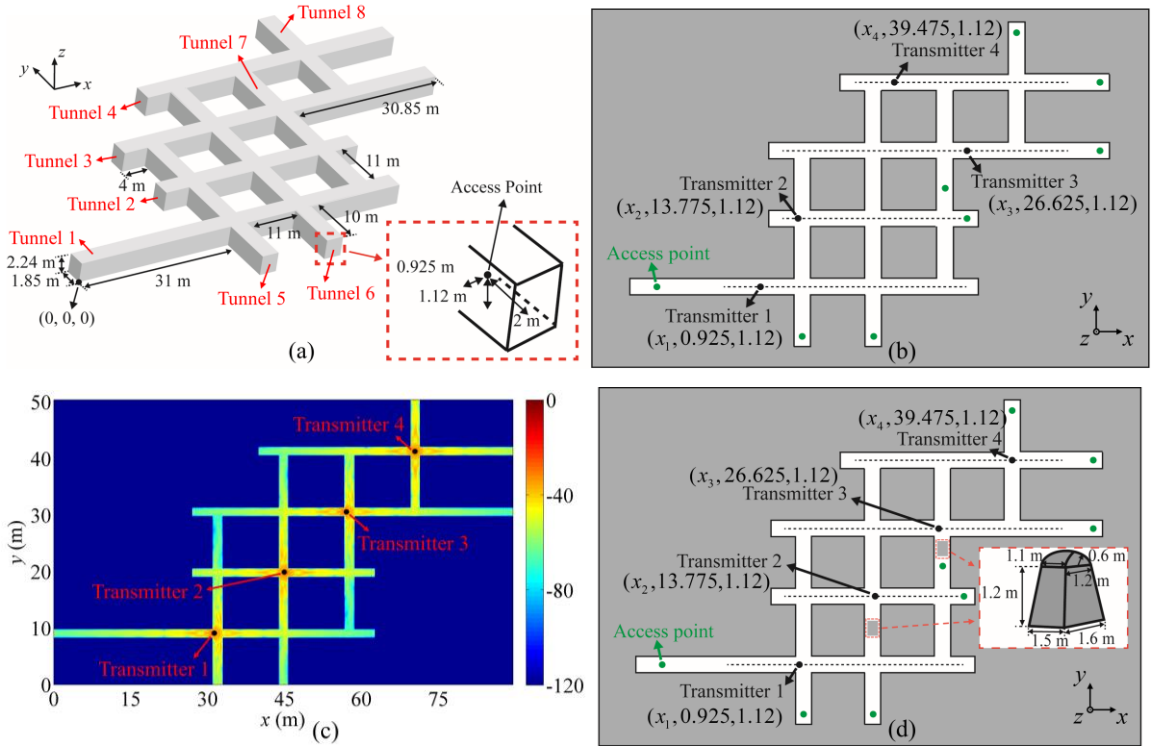 Tunnel 8
(a)
Tunnel 7
z
y
x
Tunnel 4
30.85 m
Tunnel 3
11 m
4 m
Tunnel 2
Access Point
10 m
Tunnel 1
11 m
2.24 m
0.925 m
1.85 m
31 m
1.12 m
Tunnel 5
Tunnel 6
2 m
(0, 0, 0)
(a)
(x4, 39.475,1.12)
Transmitter 4
Transmitter 2
Transmitter 3
(x2, 13.775,1.12)
(x3, 26.625,1.12)
Access point
Transmitter 1
(x1, 0.925,1.12)
y
z
x
(b)
50
40
30
20
10
0
y (m)
0
15
30
45
60
75
x (m)
Transmitter 4
Transmitter 3
Transmitter 2
Transmitter 1
0
-40
-80
-120
(c)
(x4, 39.475,1.12)
Transmitter 4
(x3, 26.625,1.12)
Transmitter 3
Transmitter 2
(x2, 13.775,1.12)
1.1 m
0.6 m
1.2 m
1.2 m
1.5 m
1.6 m
Access point
Transmitter 1
(x1, 0.925,1.12)
y
z
x
(d)